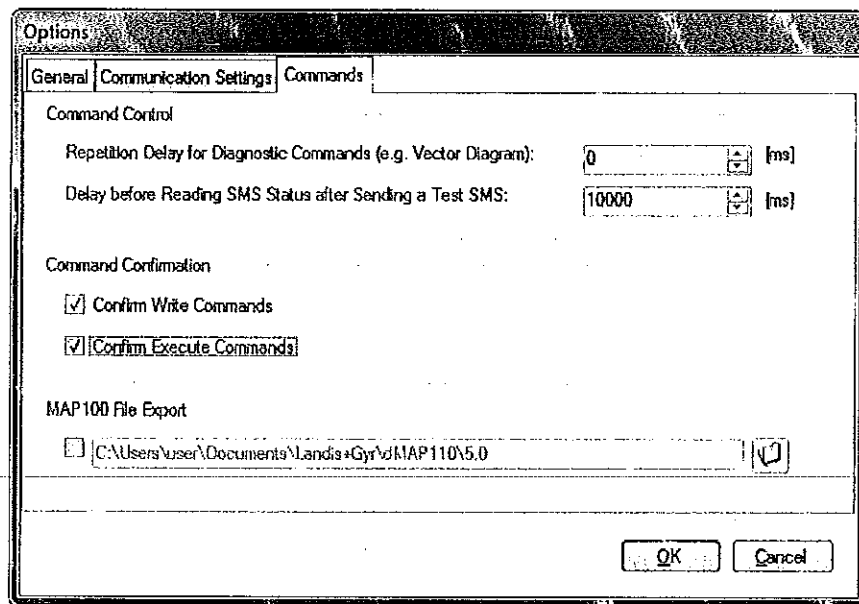 Options
General Communication Settings Commands
Command Control
Repetition Delay for Diagnostic Commands (e.g. Vector Diagram): 0 [ms]
Delay before Reading SMS Status after Sending a Test SMS: 10000 [ms]
Command Confirmation
Confirm Write Commands
Confirm Execute Commands
MAP100 File Export
C:\Users\user\Documents\Landis+Gyr\dMAP110\5.0
OK Cancel